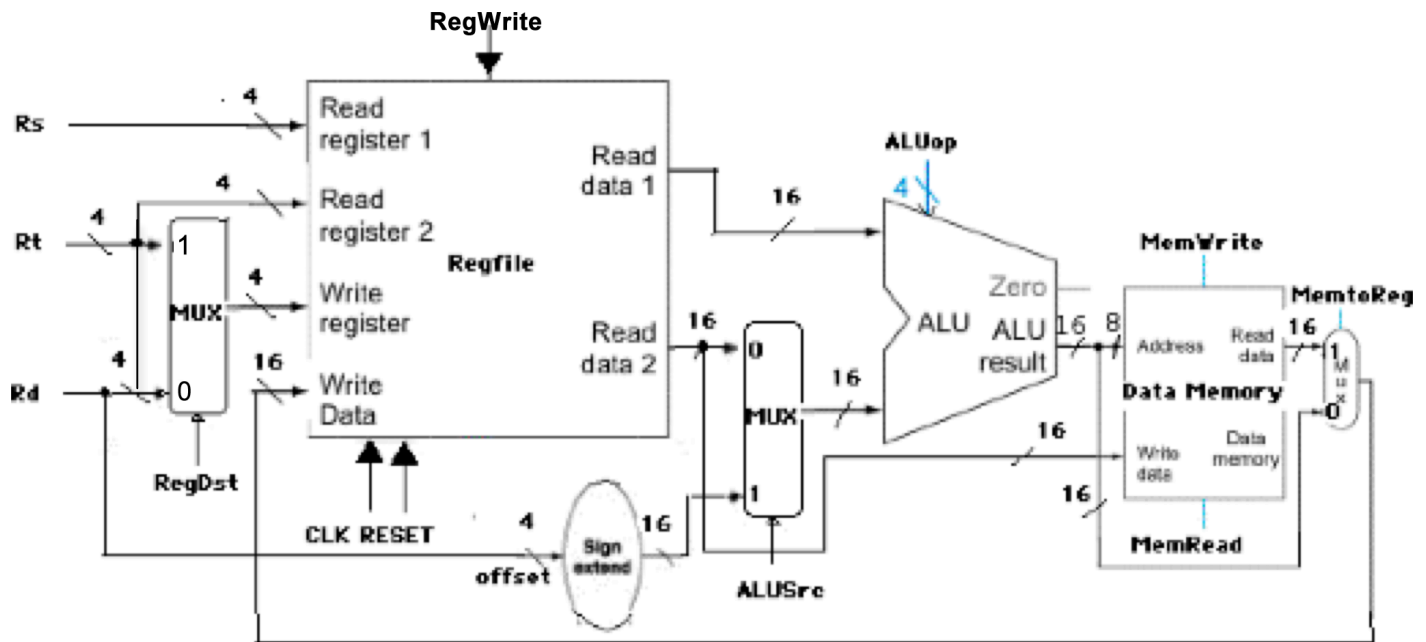 RegWrite
Rs
4
Read
register 1
Read
data 1
ALUop
4
4
Read
register 2
16
4
Rt
1
MUX
0
4
Write
register
Regfile
Read
data 2
16
0
MUX
1
16
Zero
ALU
ALU
result
16
8
MemWrite
Address
Read
data
16
MemtoReg
1
Mux
0
Data Memory
Write
data
Data
memory
16
16
MemRead
Rd
4
16
Write
Data
RegDst
CLK RESET
4
offset
Sign
extend
16
ALUSrc